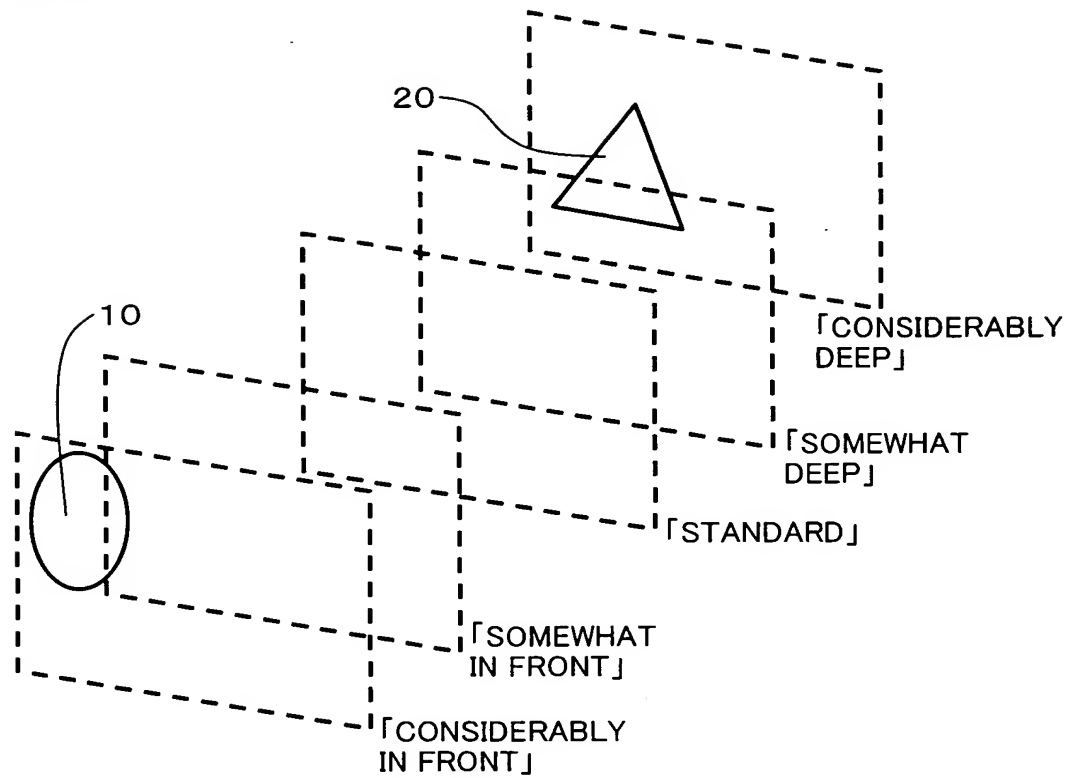 20
10
「CONSIDERABLY
DEEP」
「SOMEWHAT
DEEP」
「STANDARD」
「SOMEWHAT
IN FRONT」
「CONSIDERABLY
IN FRONT」